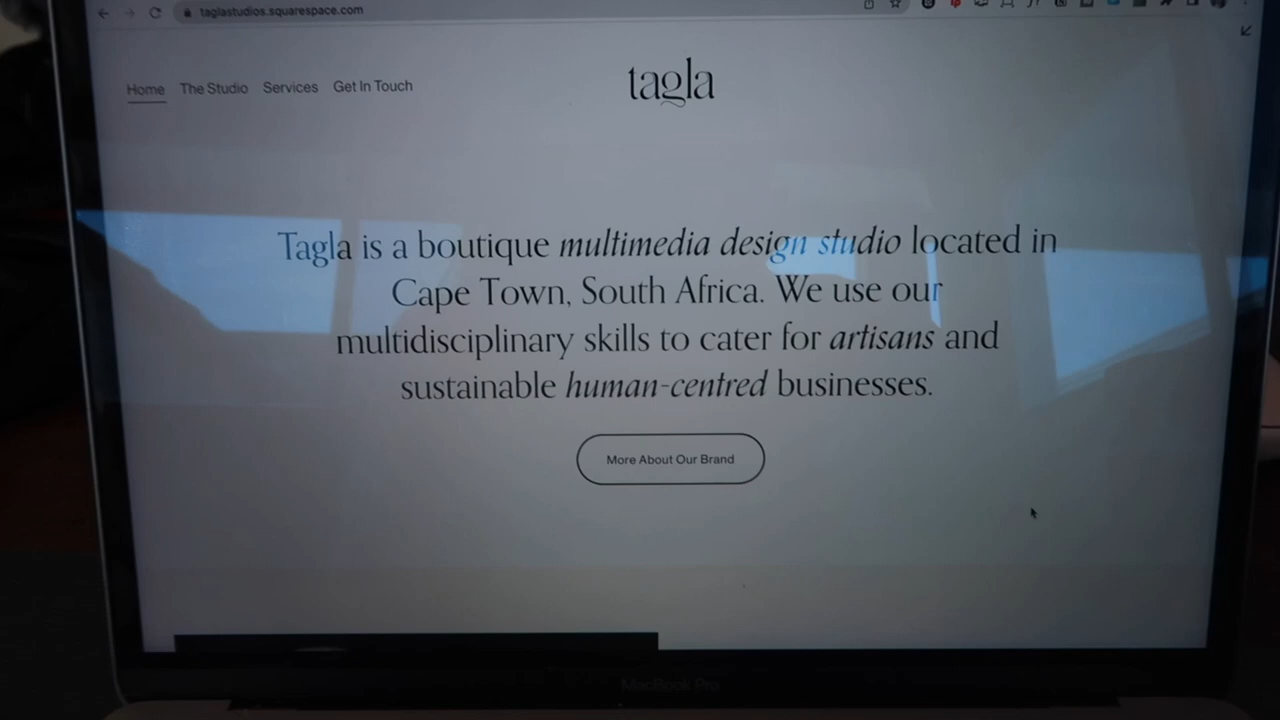 taglastudios.squarespace.com
Home The Studio Services Get In Touch
tagla
Tagla is a boutique multimedia design studio located in
Cape Town, South Africa. We use our
multidisciplinary skills to cater for artisans and
sustainable human-centred businesses.
More About Our Brand
MacBook Pro